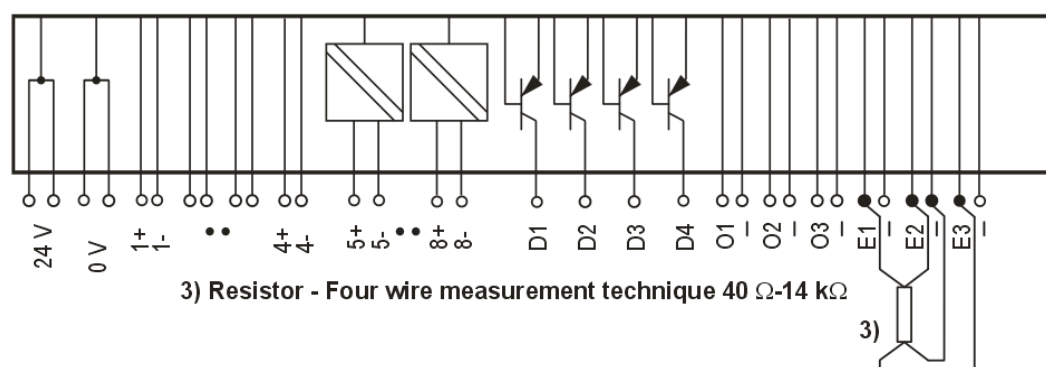 24 V 0 V 1+ 1- •• 4+ 4- 5+ 5- •• 8+ 8- D1 D2 D3 D4 O1 – O2 – O3 – E1 – E2 – E3 –
3) Resistor - Four wire measurement technique 40 Ω-14 kΩ
3)